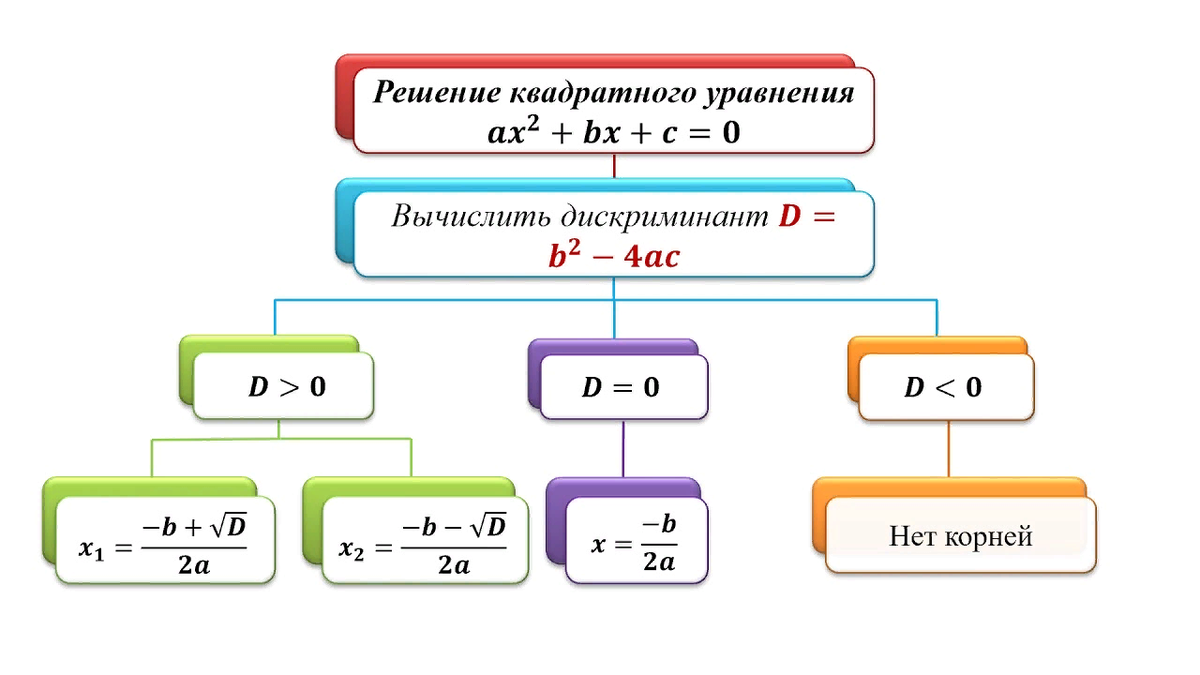 Решение квадратного уравнения
ax² + bx + c = 0
Вычислить дискриминант D =
b² − 4ac
D > 0
D = 0
D < 0
x₁ = (−b + √D) / 2a
x₂ = (−b − √D) / 2a
x = −b / 2a
Нет корней